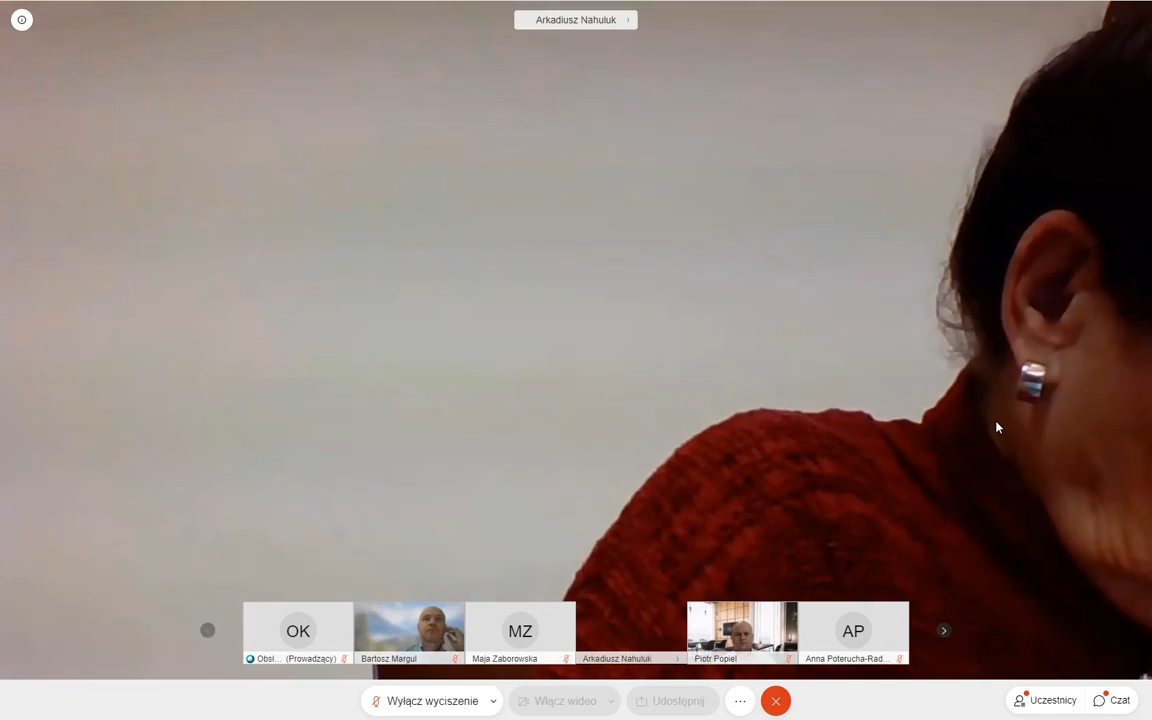 Arkadiusz Nahuluk
OK
MZ
AP
Obsł... (Prowadzący)
Bartosz Margul
Maja Zaborowska
Arkadiusz Nahuluk
Piotr Popiel
Anna Poterucha-Rad...
Wyłącz wyciszenie
Włącz wideo
Udostępnij
Uczestnicy
Czat